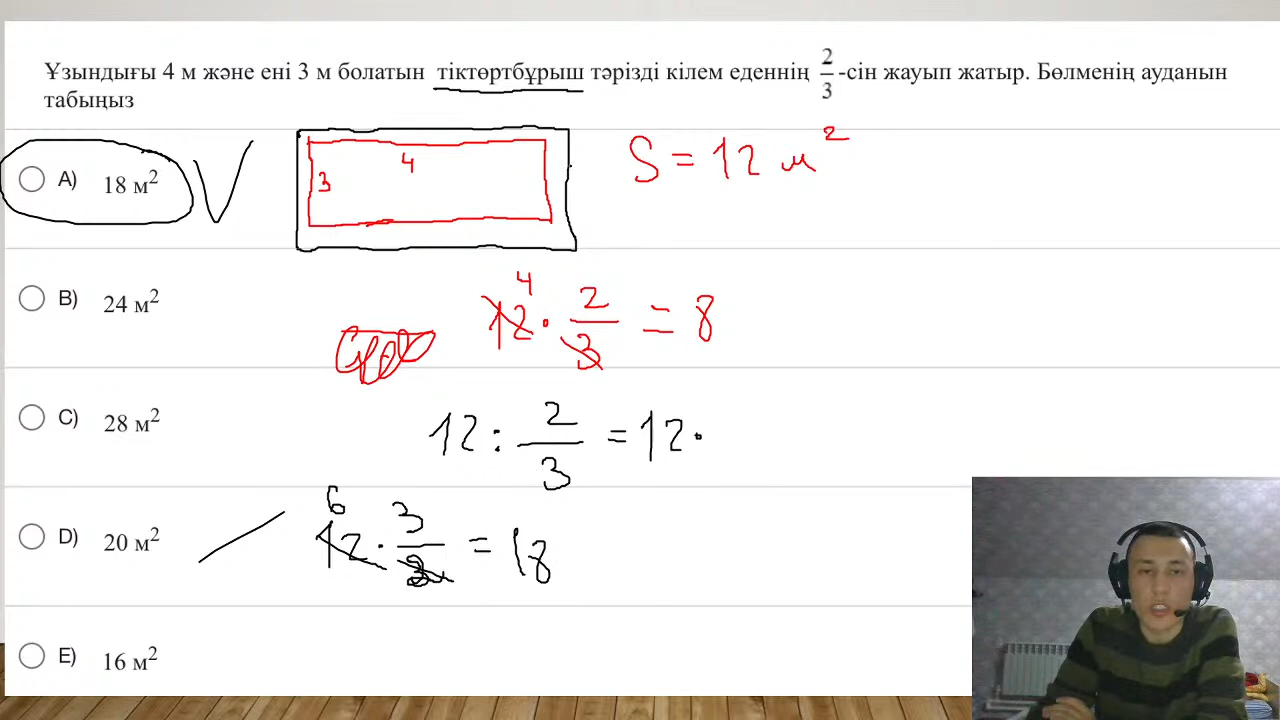 Ұзындығы 4 м және ені 3 м болатын тіктөртбұрыш тәрізді кілем еденнің 2/3-сін жауып жатыр. Бөлменің ауданын
табыңыз
A) 18 м²
4
3
S = 12 м²
B) 24 м²
4
12 · 2/3 = 8
C) 28 м²
12 : 2/3 = 12 ·
6
D) 20 м²
12 · 3/2 = 18
E) 16 м²